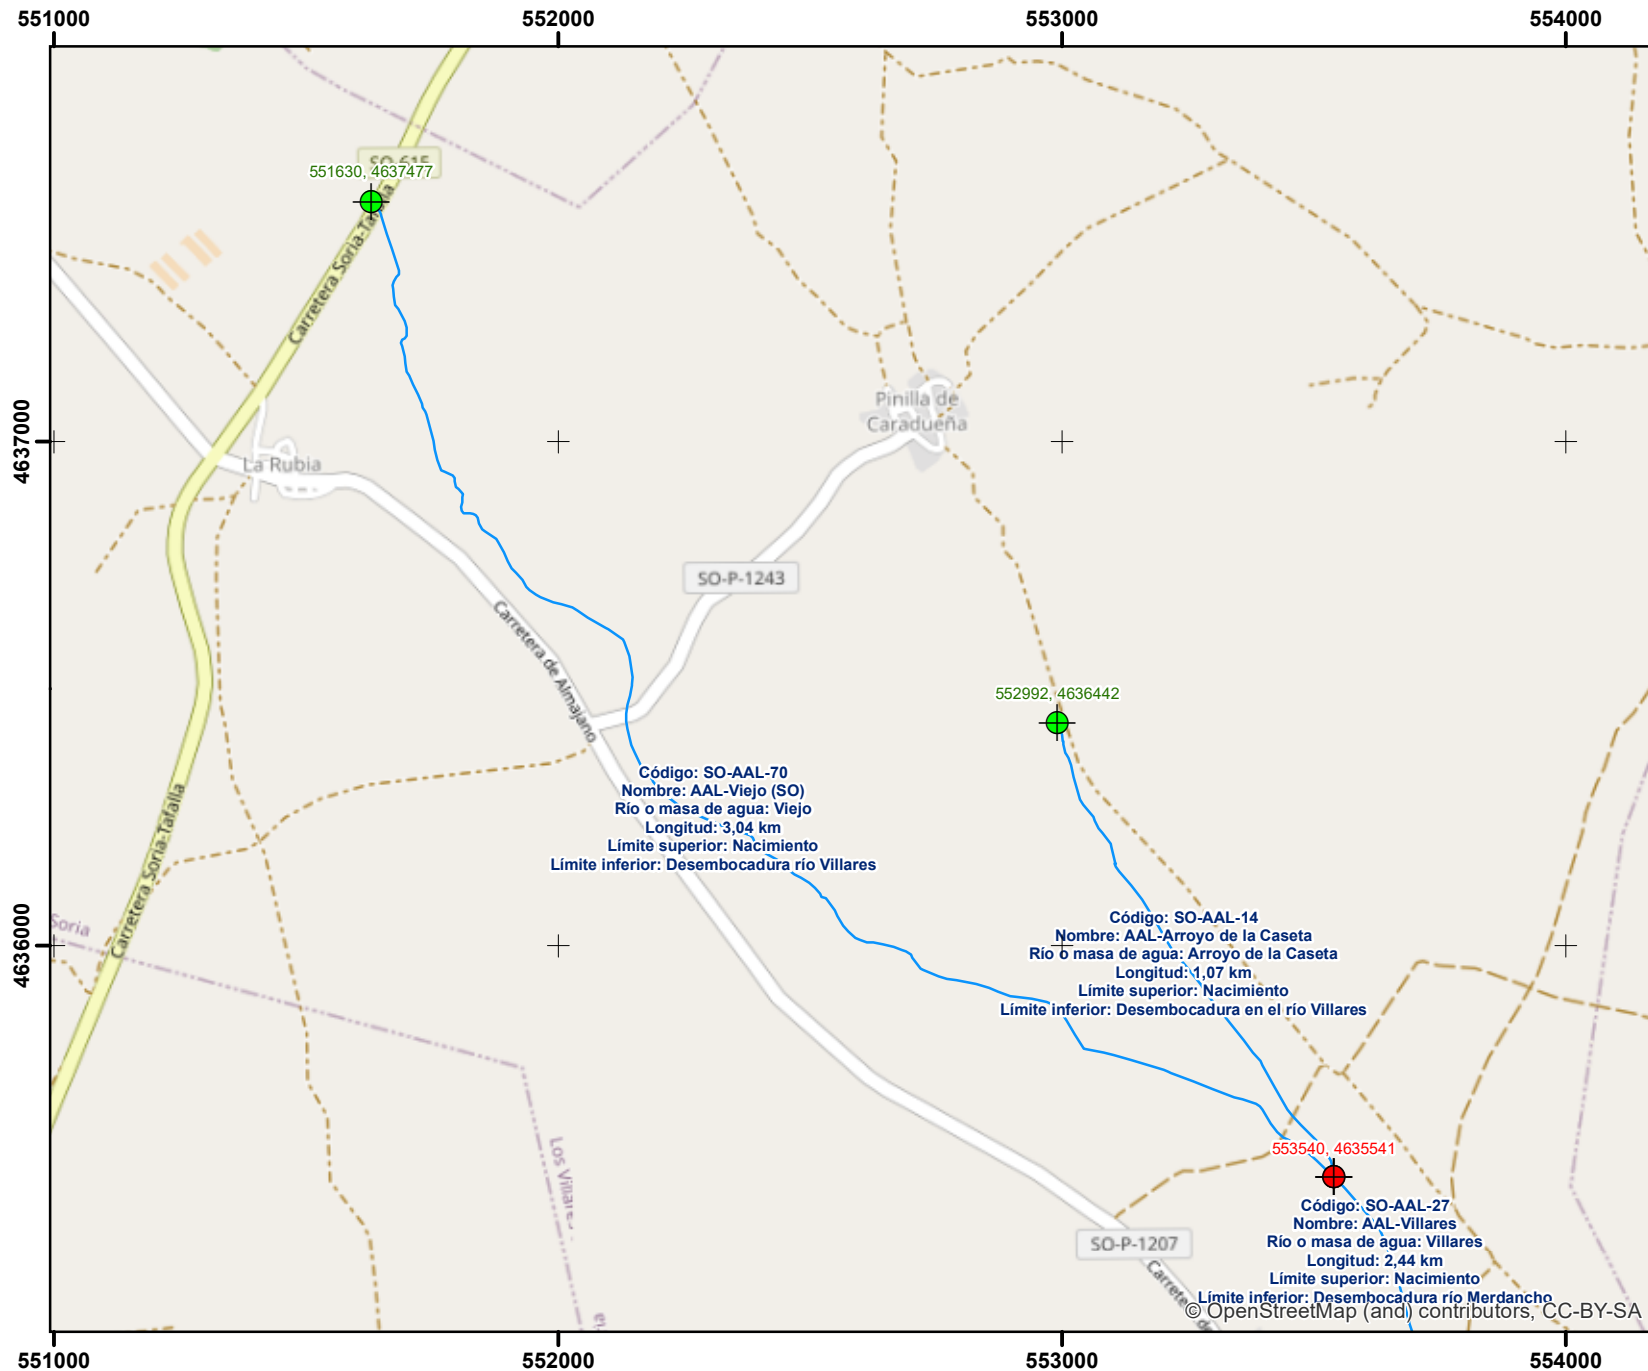 551000
552000
553000
554000
SO-615
551630, 4637477
Carretera Soria-Tafalla
4637000
Pinilla de
Caradueña
La Rubia
SO-P-1243
Carretera de Almajano
552992, 4636442
Código: SO-AAL-70
Nombre: AAL-Viejo (SO)
Río o masa de agua: Viejo
Longitud: 3,04 km
Límite superior: Nacimiento
Límite inferior: Desembocadura río Villares
Carretera Soria-Tafalla
Soria
4636000
Código: SO-AAL-14
Nombre: AAL-Arroyo de la Caseta
Río o masa de agua: Arroyo de la Caseta
Longitud: 1,07 km
Límite superior: Nacimiento
Límite inferior: Desembocadura en el río Villares
553540, 4635541
Los Villares
Código: SO-AAL-27
Nombre: AAL-Villares
Río o masa de agua: Villares
Longitud: 2,44 km
Límite superior: Nacimiento
Límite inferior: Desembocadura río Merdancho
SO-P-1207
© OpenStreetMap (and) contributors, CC-BY-SA
551000
552000
553000
554000